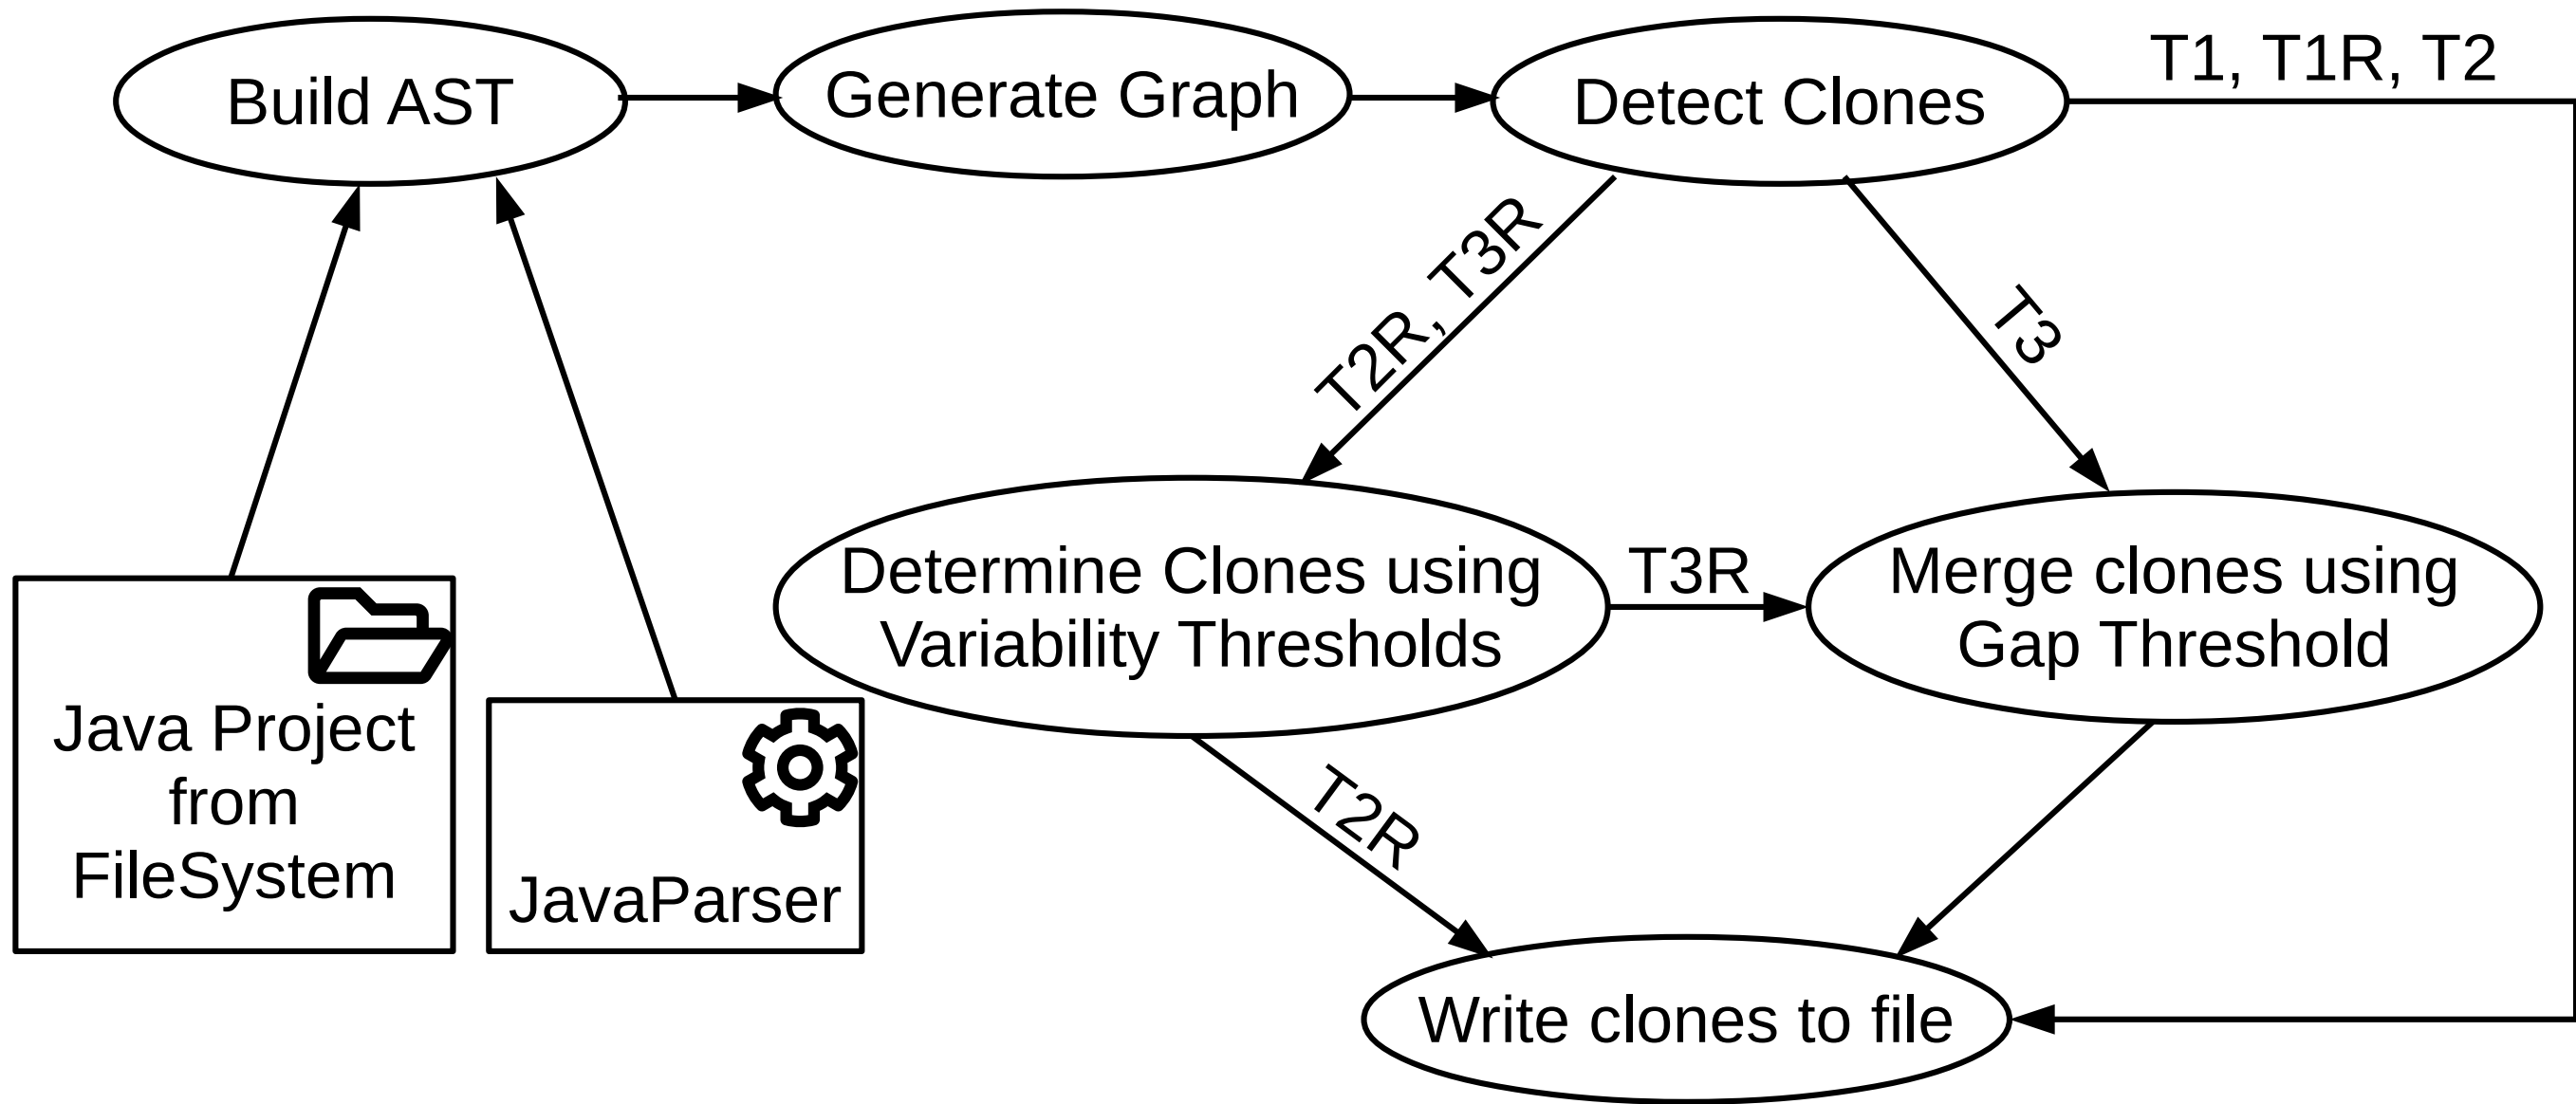 Build AST
Generate Graph
Detect Clones
T1, T1R, T2
T2R, T3R
T3
Determine Clones using
Variability Thresholds
T3R
Merge clones using
Gap Threshold
Java Project
from
FileSystem
JavaParser
T2R
Write clones to file